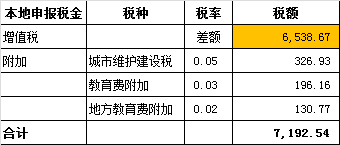 本地申报税金 税种 税率 税额
增值税 差额 6,538.67
附加 城市维护建设税 0.05 326.93
教育费附加 0.03 196.16
地方教育费附加 0.02 130.77
合计 7,192.54